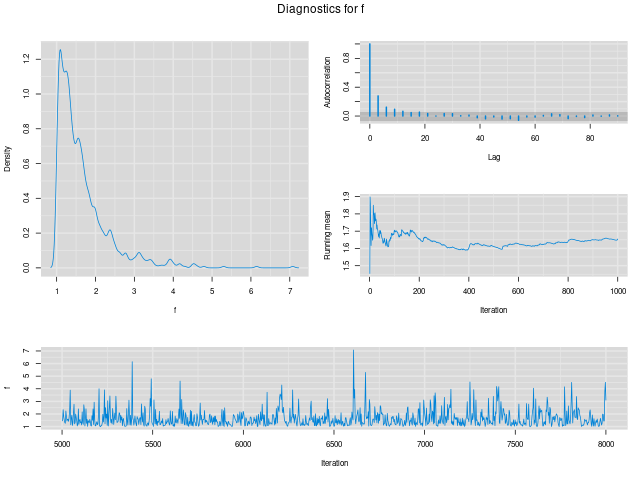 Diagnostics for f
Density
0.0 0.2 0.4 0.6 0.8 1.0 1.2
1 2 3 4 5 6 7
f
Autocorrelation
0.0 0.4 0.8
0 20 40 60 80
Lag
Running mean
1.5 1.6 1.7 1.8 1.9
0 200 400 600 800 1000
Iteration
f
1 2 3 4 5 6 7
5000 5500 6000 6500 7000 7500 8000
Iteration